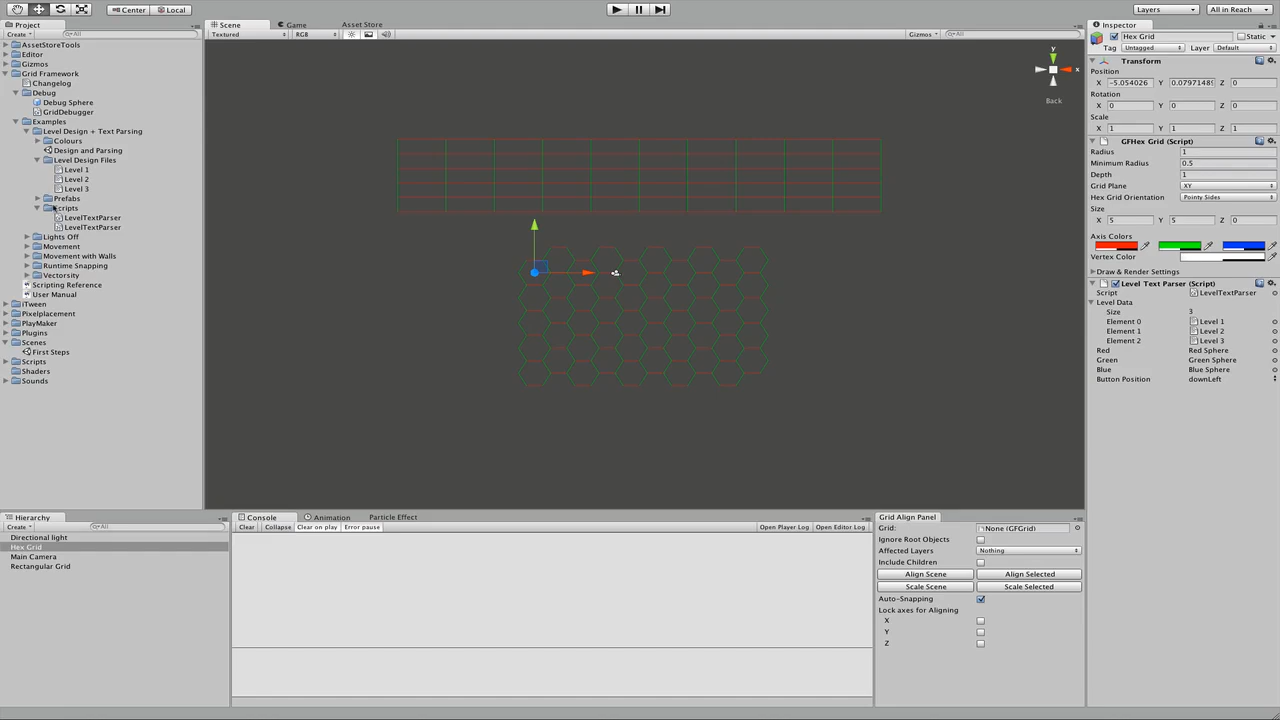 Center
Local
Layers
All in Reach
Project
Create
All
AssetStoreTools
Editor
Gizmos
Grid Framework
Changelog
Debug
Debug Sphere
GridDebugger
Examples
Level Design + Text Parsing
Colours
Design and Parsing
Level Design Files
Level 1
Level 2
Level 3
Prefabs
Scripts
LevelTextParser
LevelTextParser
Lights Off
Movement
Movement with Walls
Runtime Snapping
Vectorsity
Scripting Reference
User Manual
iTween
Pixelplacement
PlayMaker
Plugins
Scenes
First Steps
Scripts
Shaders
Sounds
Scene
Game
Asset Store
Textured
RGB
Gizmos
All
y
x
Back
Inspector
Hex Grid
Static
Tag Untagged
Layer Default
Transform
Position
X -5.054026 Y 0.0797148 Z 0
Rotation
X 0 Y 0 Z 0
Scale
X 1 Y 1 Z 1
GFHex Grid (Script)
Radius 1
Minimum Radius 0.5
Depth 1
Grid Plane XY
Hex Grid Orientation Pointy Sides
Size
X 5 Y 5 Z 0
Axis Colors
Vertex Color
Draw & Render Settings
Level Text Parser (Script)
Script LevelTextParser
Level Data
Size 3
Element 0 Level 1
Element 1 Level 2
Element 2 Level 3
Red Red Sphere
Green Green Sphere
Blue Blue Sphere
Button Position downLeft
Hierarchy
Create
All
Directional light
Hex Grid
Main Camera
Rectangular Grid
Console
Animation
Particle Effect
Clear
Collapse
Clear on play
Error pause
Open Player Log
Open Editor Log
Grid Align Panel
Grid: None (GFGrid)
Ignore Root Objects
Affected Layers Nothing
Include Children
Align Scene
Align Selected
Scale Scene
Scale Selected
Auto-Snapping
Lock axes for Aligning
X
Y
Z